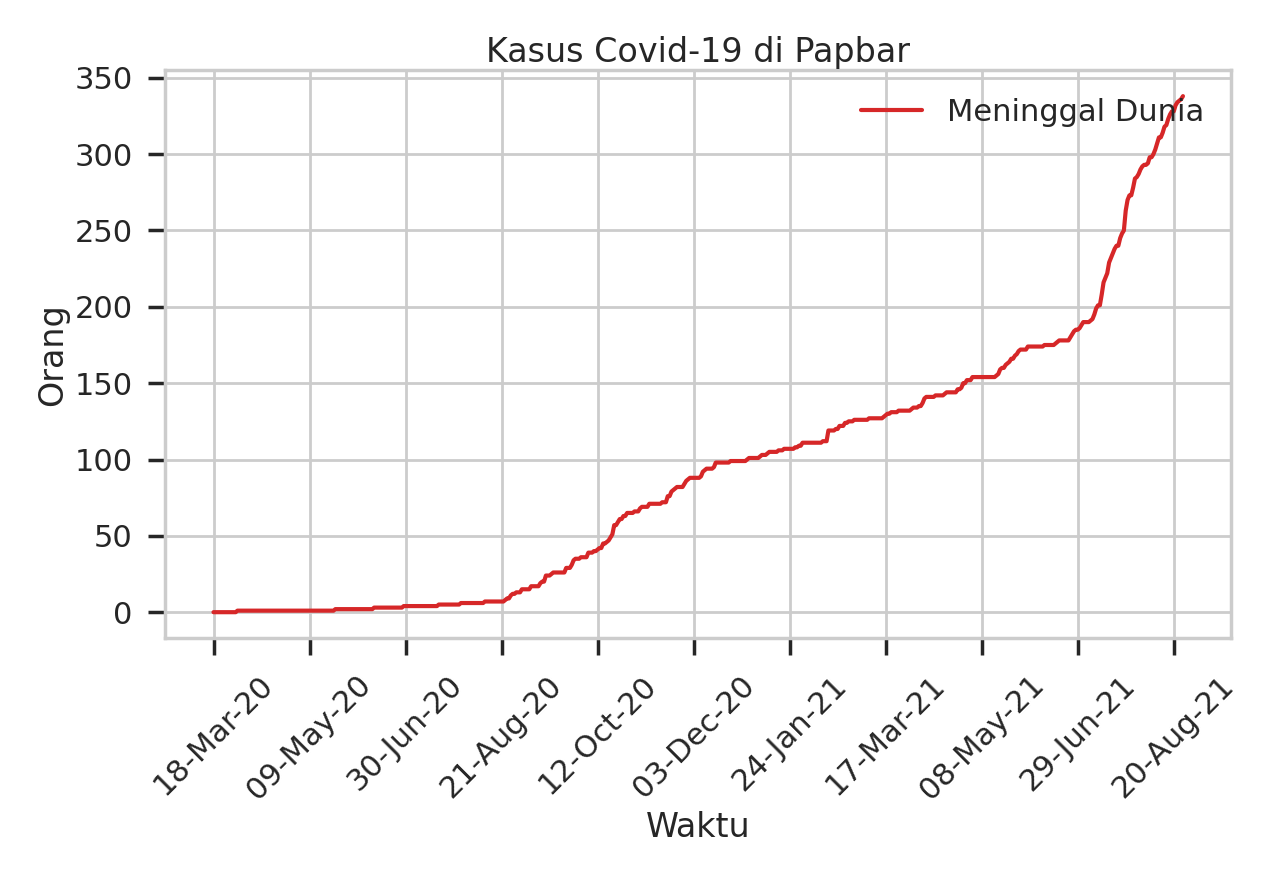 Kasus Covid-19 di Papbar
Meninggal Dunia
350
300
250
200
150
100
50
0
Orang
18-Mar-20
09-May-20
30-Jun-20
21-Aug-20
12-Oct-20
03-Dec-20
24-Jan-21
17-Mar-21
08-May-21
29-Jun-21
20-Aug-21
Waktu